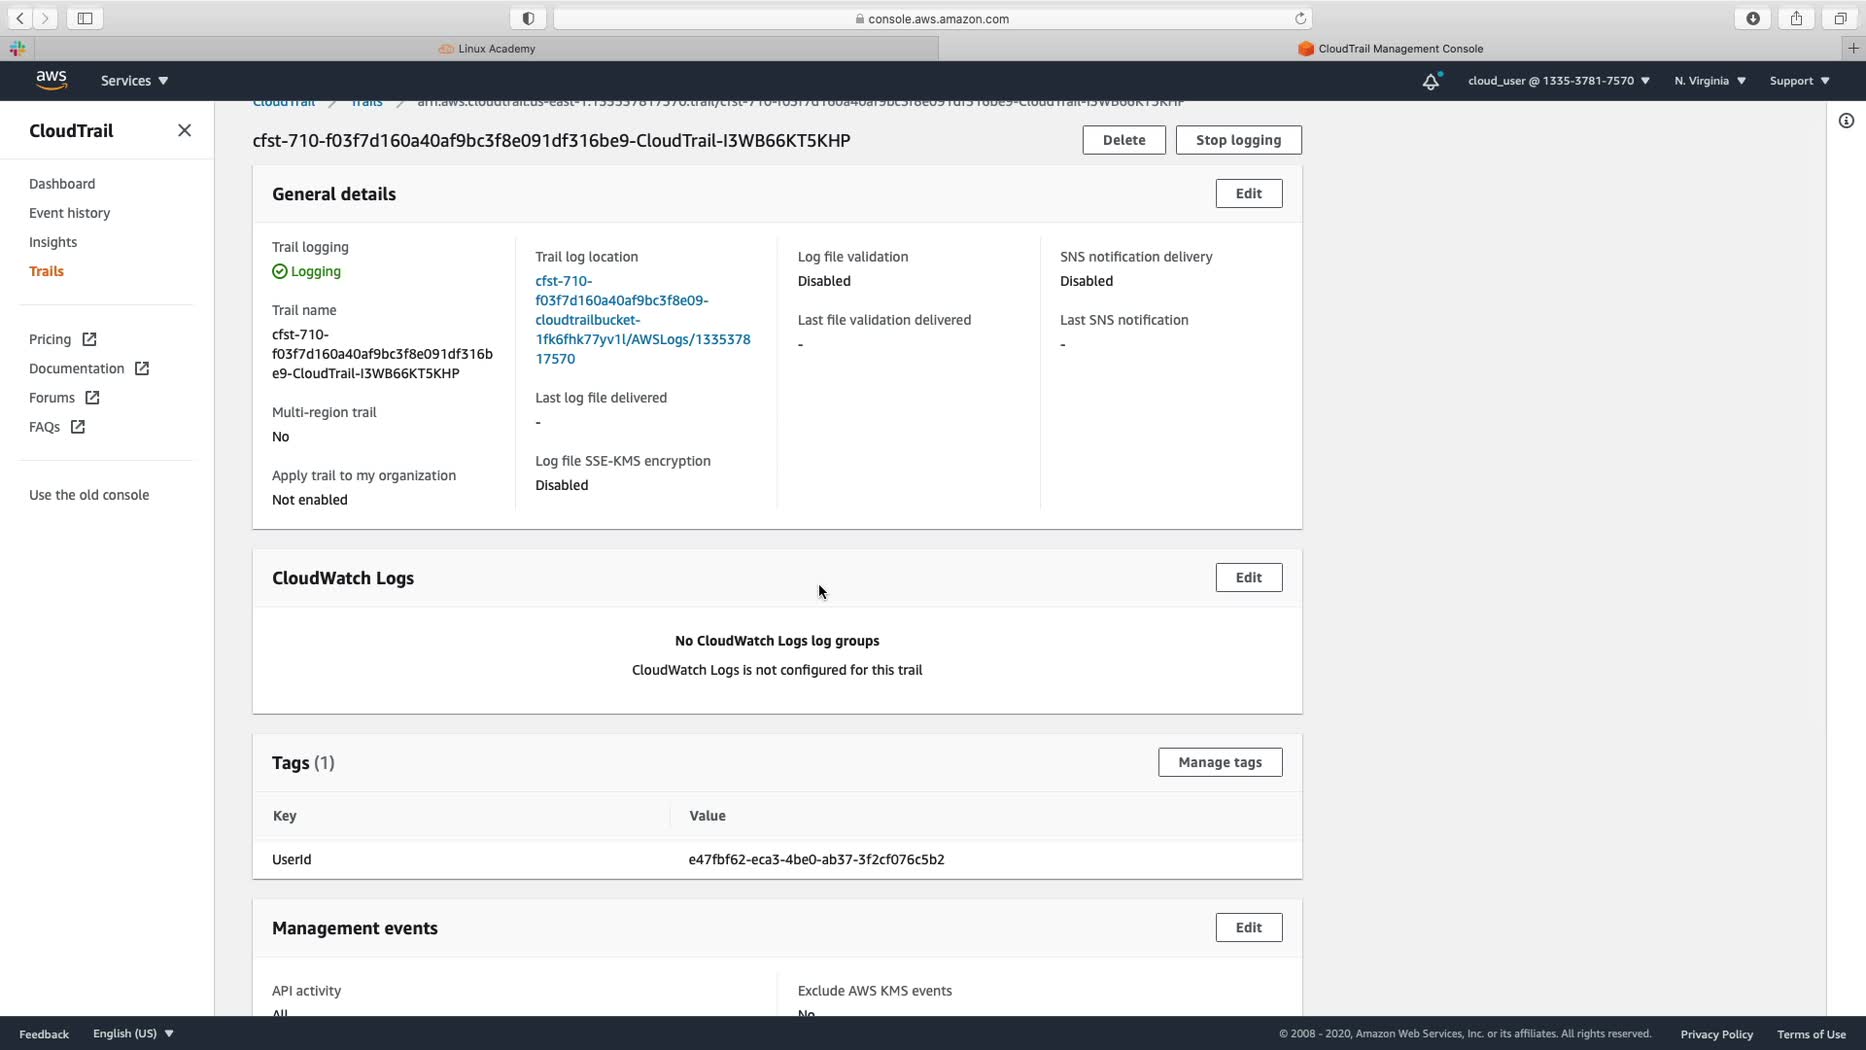 console.aws.amazon.com
Linux Academy
CloudTrail Management Console
aws
Services
cloud_user @ 1335-3781-7570
N. Virginia
Support
CloudTrail
Dashboard
Event history
Insights
Trails
Pricing
Documentation
Forums
FAQs
Use the old console
CloudTrail
Trails
cfst-710-f03f7d160a40af9bc3f8e091df316be9-CloudTrail-I3WB66KT5KHP
Delete
Stop logging
General details
Edit
Trail logging
Logging
Trail name
cfst-710-
f03f7d160a40af9bc3f8e091df316b
e9-CloudTrail-I3WB66KT5KHP
Multi-region trail
No
Apply trail to my organization
Not enabled
Trail log location
cfst-710-
f03f7d160a40af9bc3f8e09-
cloudtrailbucket-
1fk6fhk77yv1l/AWSLogs/1335378
17570
Last log file delivered
-
Log file SSE-KMS encryption
Disabled
Log file validation
Disabled
Last file validation delivered
-
SNS notification delivery
Disabled
Last SNS notification
-
CloudWatch Logs
Edit
No CloudWatch Logs log groups
CloudWatch Logs is not configured for this trail
Tags (1)
Manage tags
Key
Value
UserId
e47fbf62-eca3-4be0-ab37-3f2cf076c5b2
Management events
Edit
API activity
All
Exclude AWS KMS events
No
Feedback
English (US)
© 2008 - 2020, Amazon Web Services, Inc. or its affiliates. All rights reserved.
Privacy Policy
Terms of Use